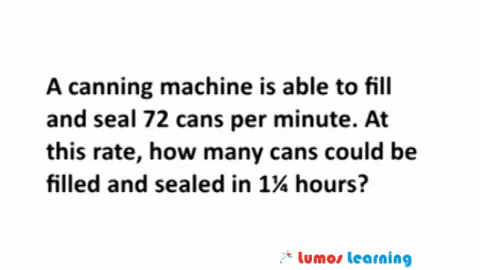 A canning machine is able to fill
and seal 72 cans per minute. At
this rate, how many cans could be
filled and sealed in 1¼ hours?
Lumos Learning